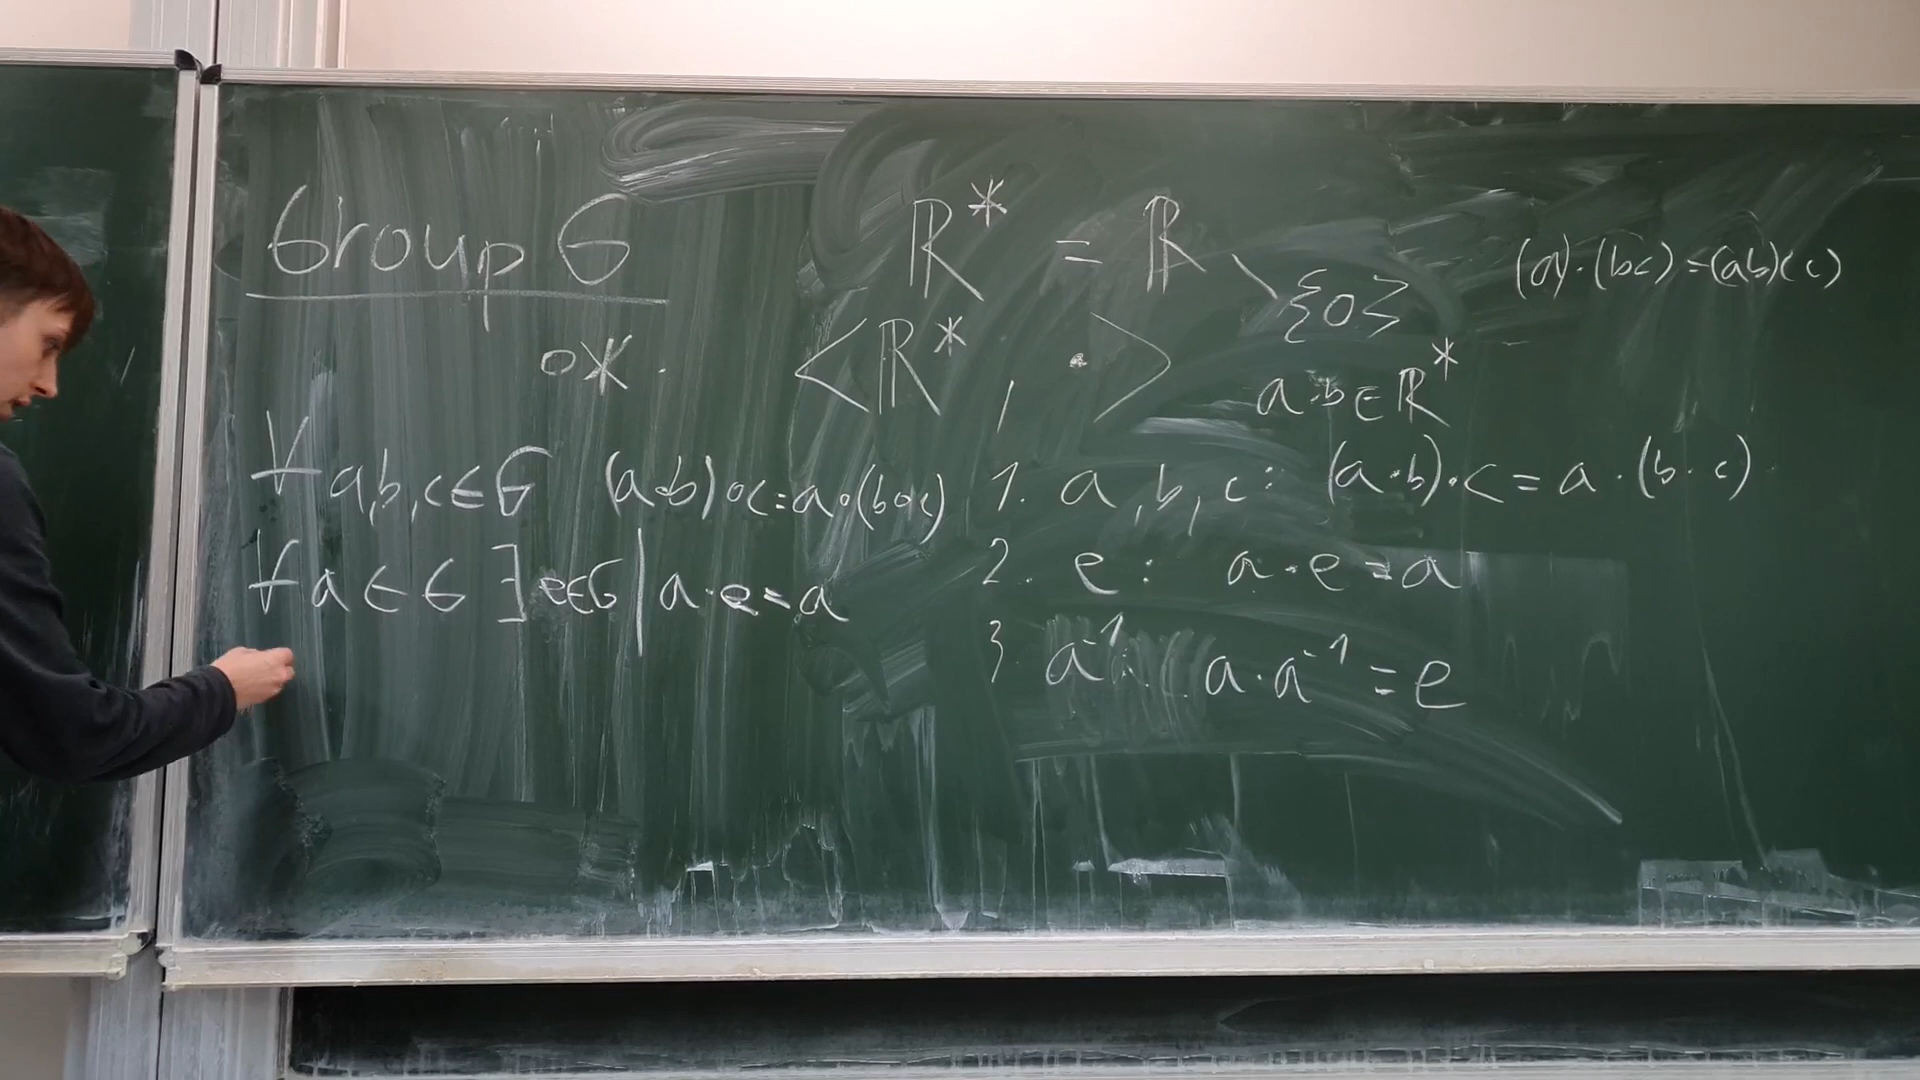 Group G
∘ * ·
∀ a,b,c ∈ G (a∘b)∘c=a∘(b∘c)
∀ a ∈ G ∃ e∈G | a·e=a
ℝ* = ℝ \ {0}
<ℝ*, ·>
a·b ∈ ℝ*
1. a, b, c: (a·b)·c = a·(b·c)
2. e: a·e=a
3. a⁻¹: a·a⁻¹=e
(a)·(bc)=(ab)(c)